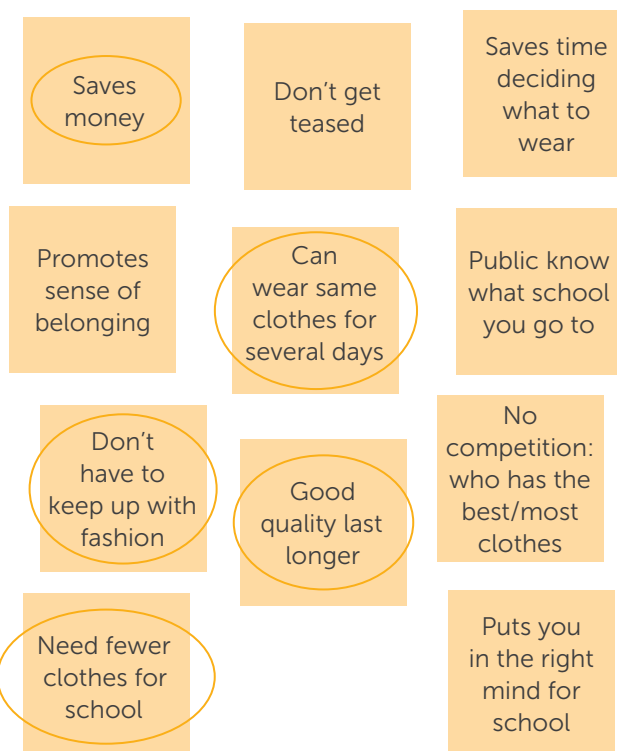 Saves
money
Don't get
teased
Saves time
deciding
what to
wear
Promotes
sense of
belonging
Can
wear same
clothes for
several days
Public know
what school
you go to
Don't
have to
keep up with
fashion
Good
quality last
longer
No
competition:
who has the
best/most
clothes
Need fewer
clothes for
school
Puts you
in the right
mind for
school